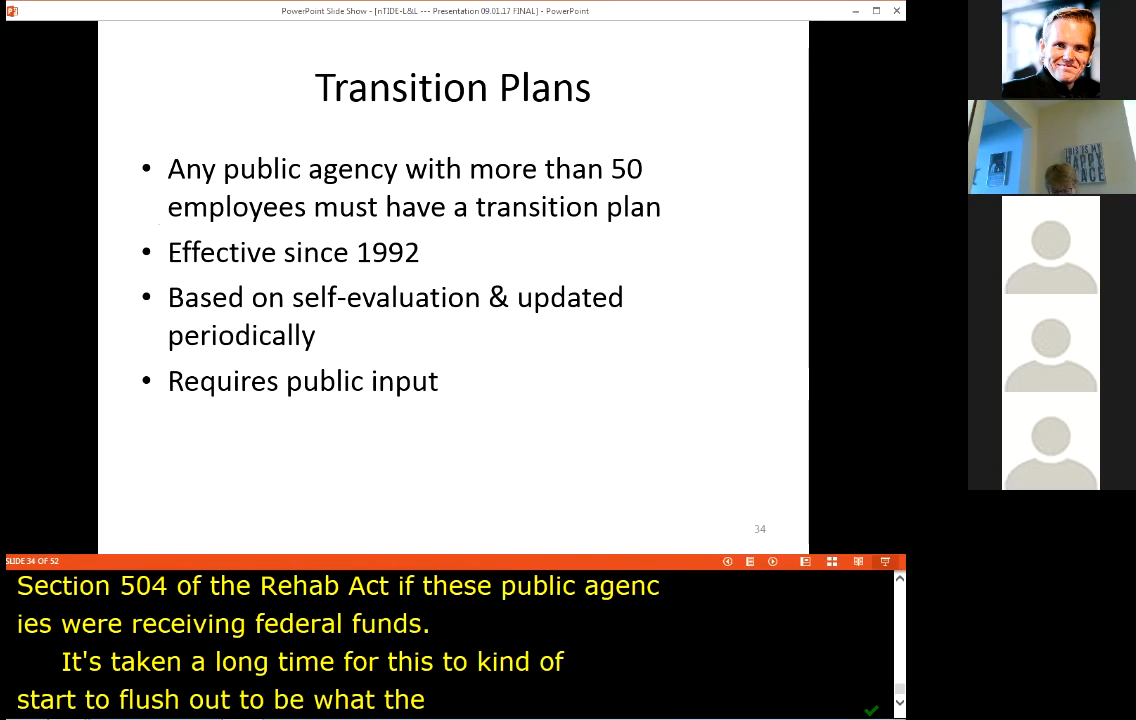 PowerPoint Slide Show - [nTIDE-L&L --- Presentation 09.01.17 FINAL] - PowerPoint
Transition Plans
• Any public agency with more than 50
employees must have a transition plan
• Effective since 1992
• Based on self-evaluation & updated
periodically
• Requires public input
34
SLIDE 34 OF 52
Section 504 of the Rehab Act if these public agenc
ies were receiving federal funds.
It's taken a long time for this to kind of
start to flush out to be what the
THIS IS MY
HAPPY
PLACE